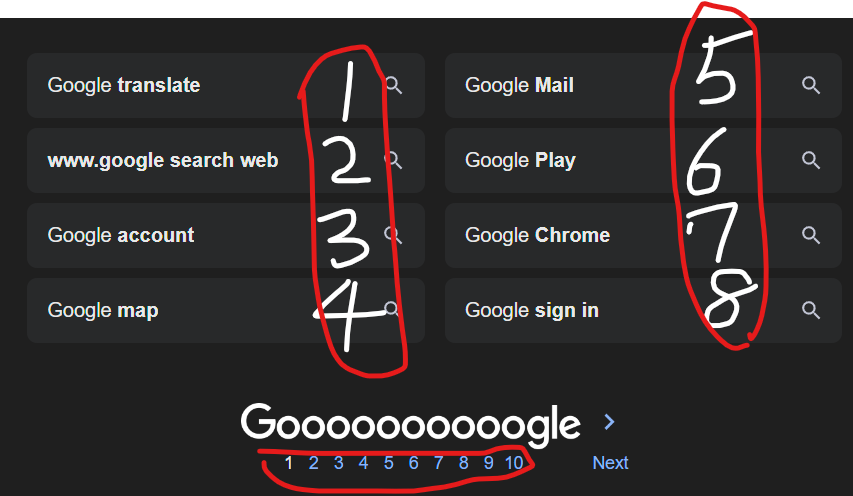 Google translate 1
www.google search web 2
Google account 3
Google map 4
Google Mail 5
Google Play 6
Google Chrome 7
Google sign in 8
Goooooooooogle >
1 2 3 4 5 6 7 8 9 10 Next